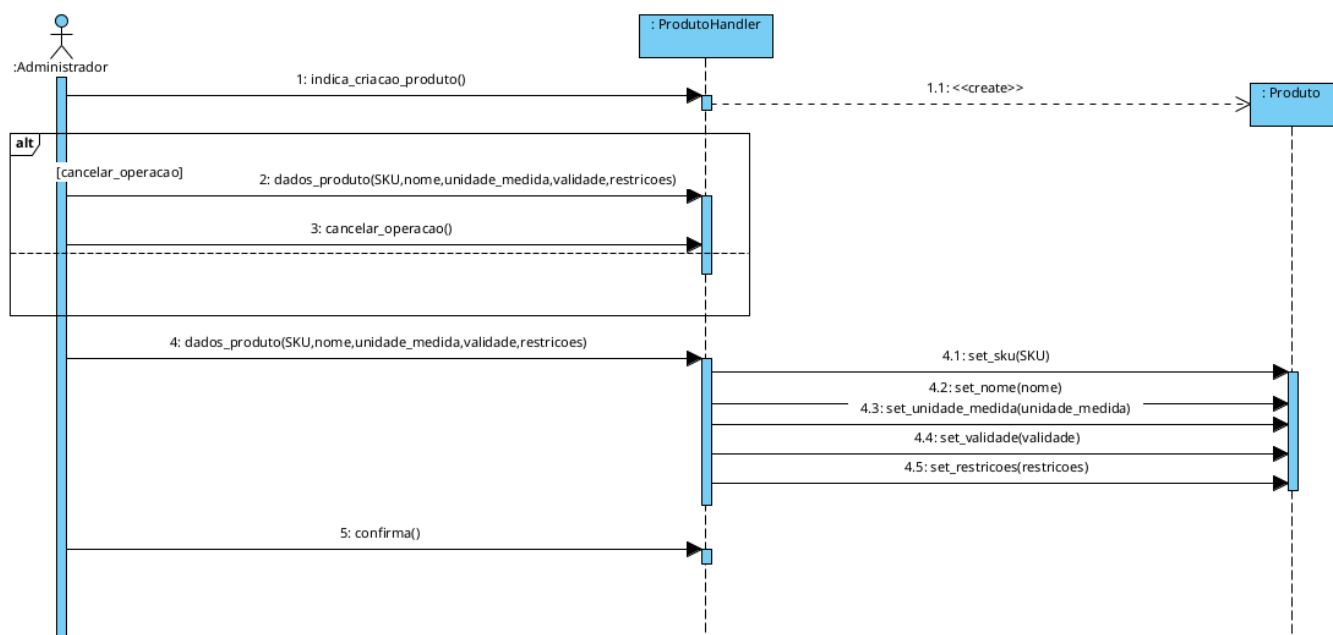 : ProdutoHandler
:Administrador
1: indica_criacao_produto()
1.1: <<create>>
: Produto
alt
[cancelar_operacao]
2: dados_produto(SKU,nome,unidade_medida,validade,restricoes)
3: cancelar_operacao()
4: dados_produto(SKU,nome,unidade_medida,validade,restricoes)
4.1: set_sku(SKU)
4.2: set_nome(nome)
4.3: set_unidade_medida(unidade_medida)
4.4: set_validade(validade)
4.5: set_restricoes(restricoes)
5: confirma()